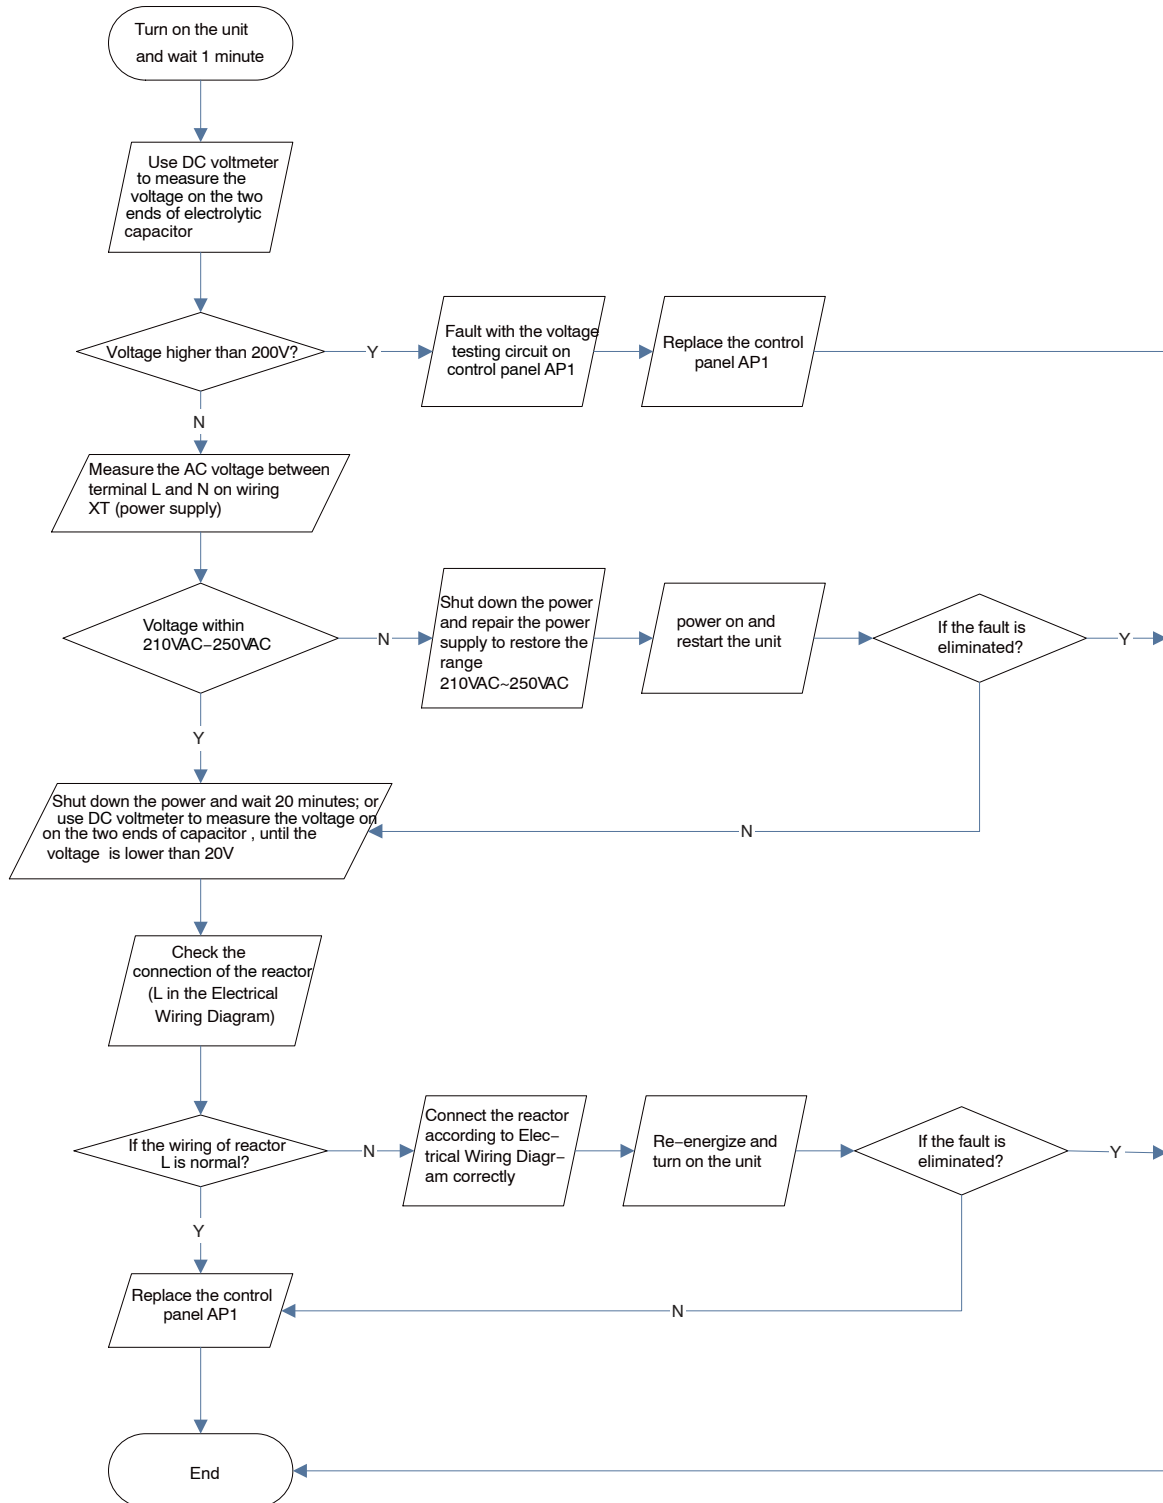 Turn on the unit
and wait 1 minute
Use DC voltmeter
to measure the
voltage on the two
ends of electrolytic
capacitor
Voltage higher than 200V?
Y
Fault with the voltage
testing circuit on
control panel AP1
Replace the control
panel AP1
N
Measure the AC voltage between
terminal L and N on wiring
XT (power supply)
Voltage within
210VAC–250VAC
N
Shut down the power
and repair the power
supply to restore the
range
210VAC~250VAC
power on and
restart the unit
If the fault is
eliminated?
Y
Y
N
Shut down the power and wait 20 minutes; or
use DC voltmeter to measure the voltage on
on the two ends of capacitor , until the
voltage is lower than 20V
Check the
connection of the reactor
(L in the Electrical
Wiring Diagram)
If the wiring of reactor
L is normal?
N
Connect the reactor
according to Elec–
trical Wiring Diagr–
am correctly
Re–energize and
turn on the unit
If the fault is
eliminated?
Y
Y
N
Replace the control
panel AP1
End